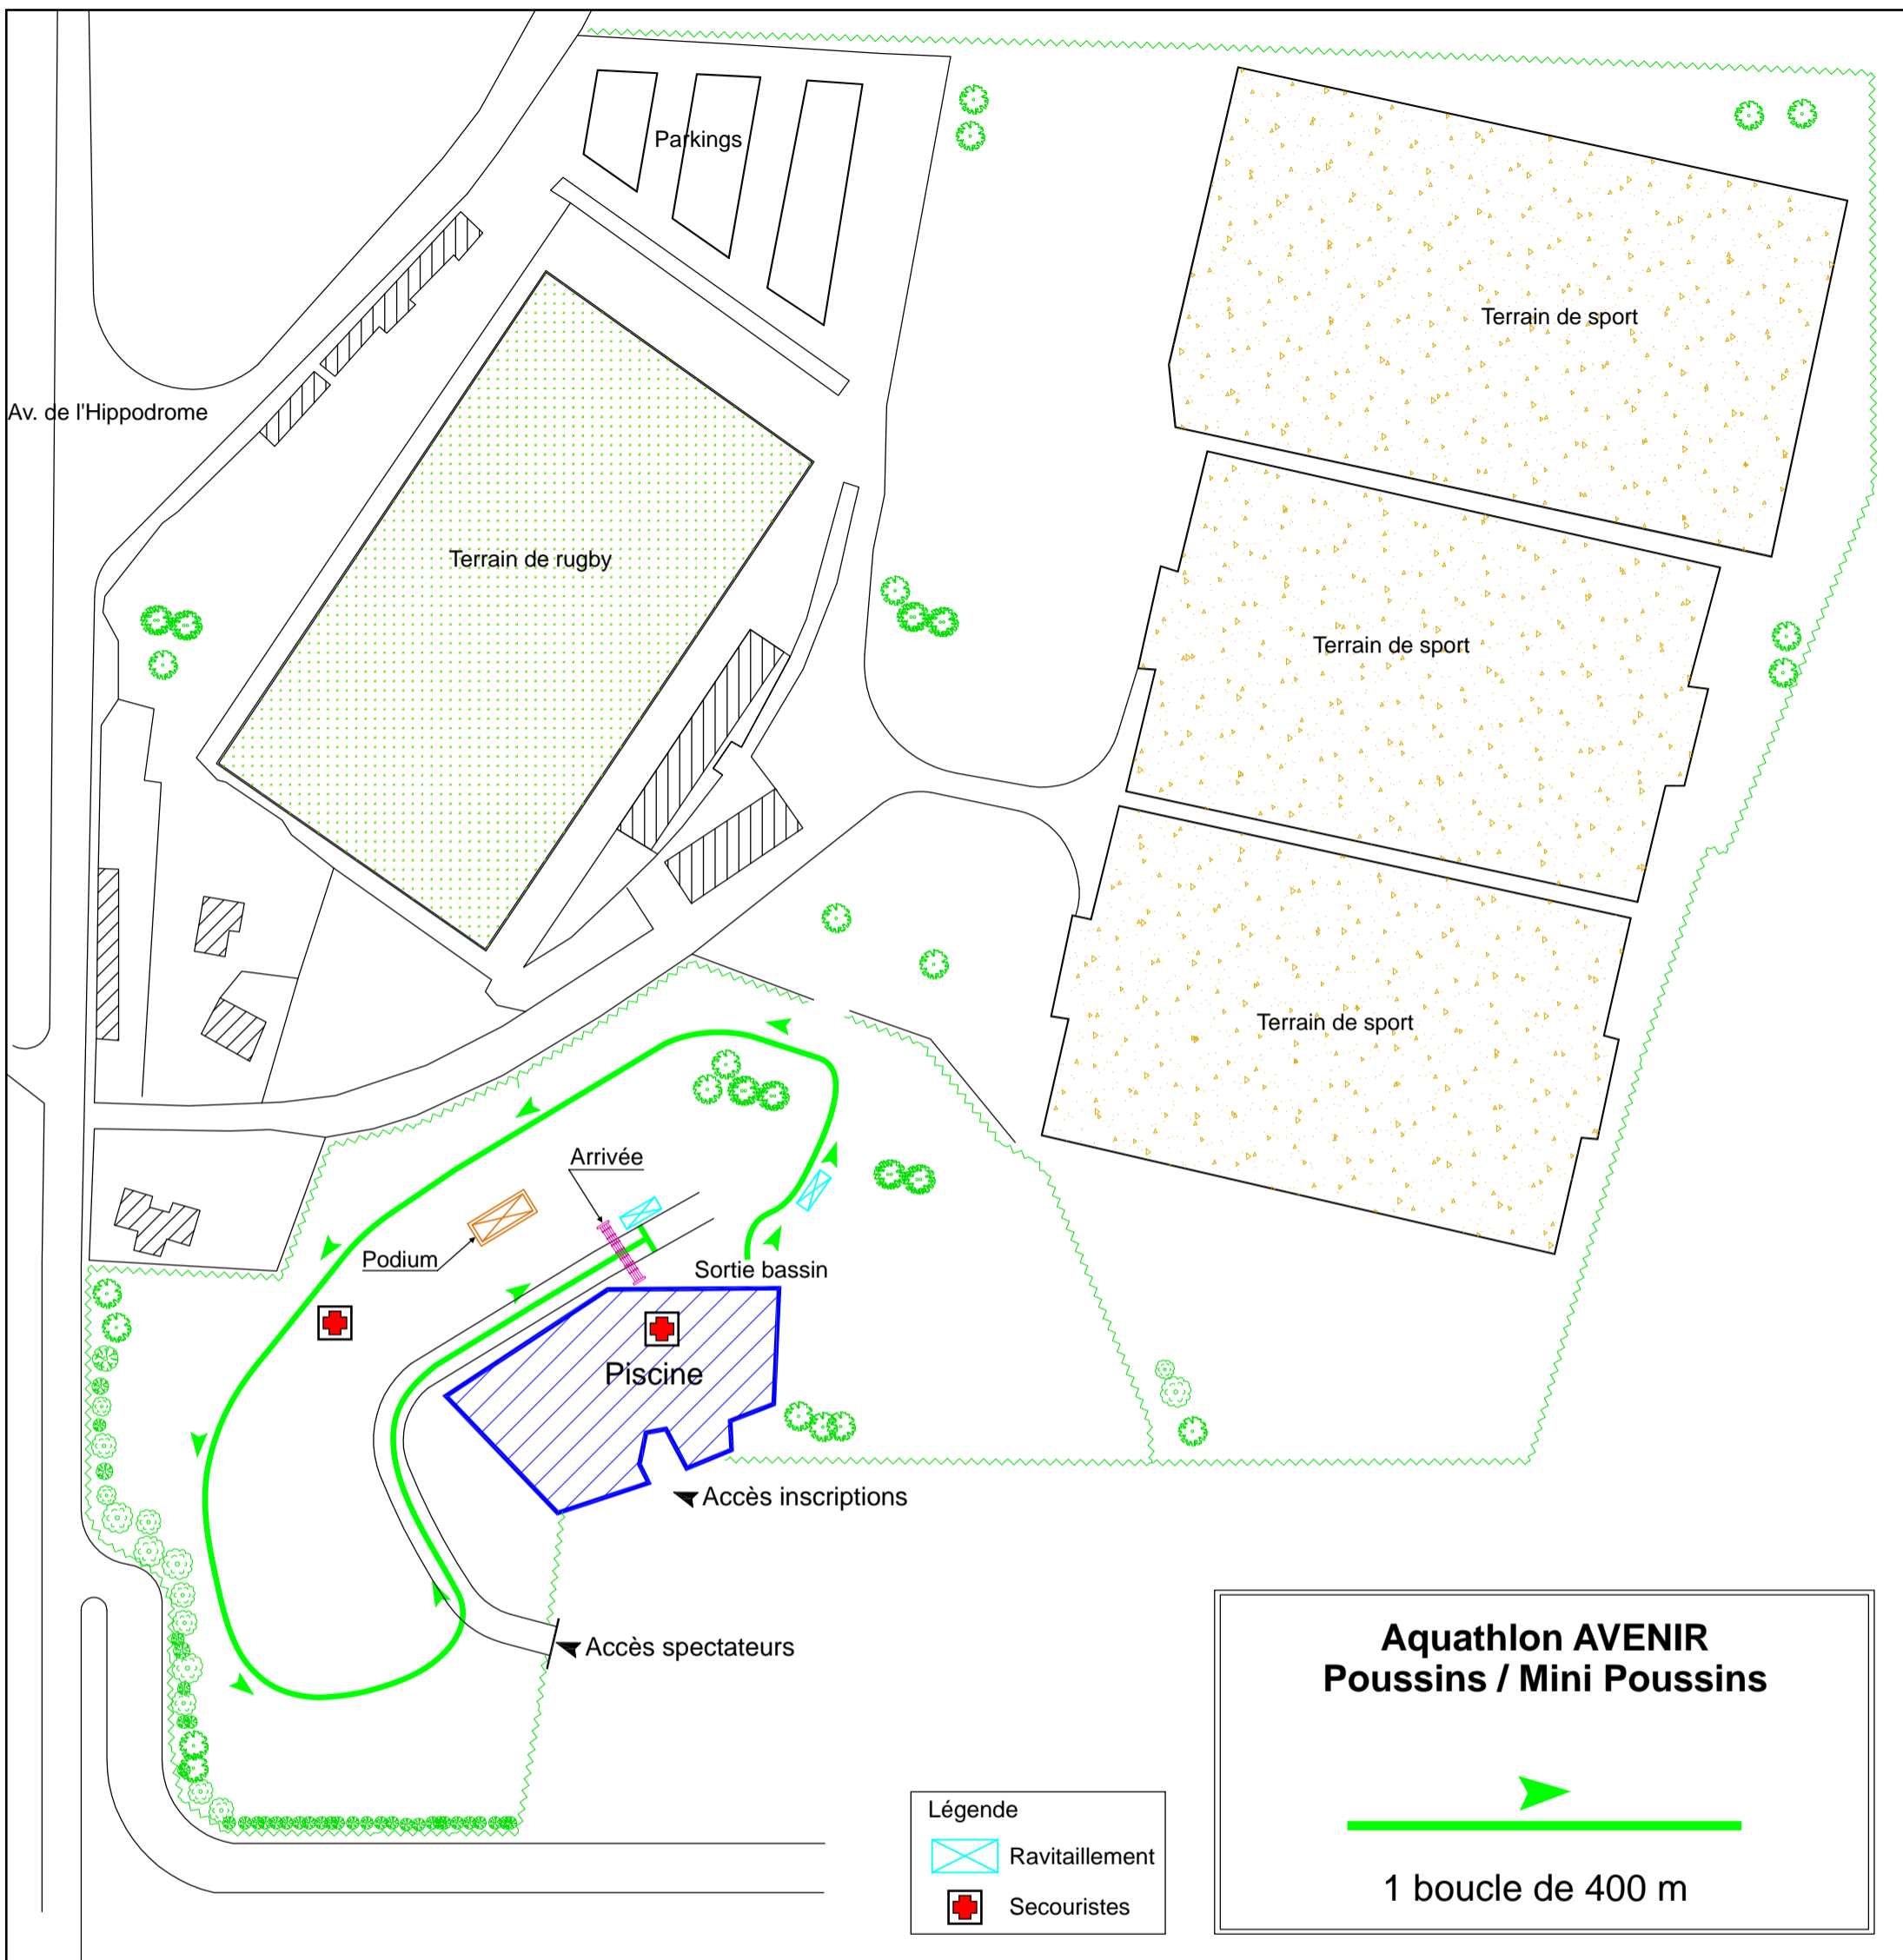 Parkings
Terrain de sport
Av. de l'Hippodrome
Terrain de rugby
Terrain de sport
Terrain de sport
Arrivée
Podium
Sortie bassin
Piscine
Accès inscriptions
Accès spectateurs
Aquathlon AVENIR
Poussins / Mini Poussins
1 boucle de 400 m
Légende
Ravitaillement
Secouristes